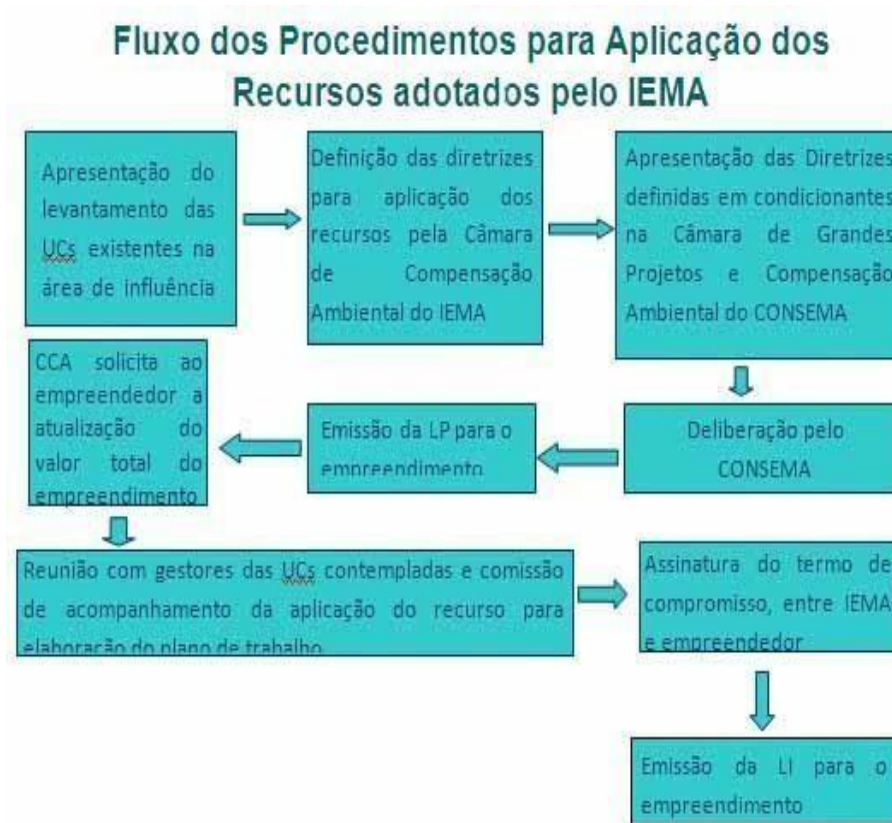 Fluxo dos Procedimentos para Aplicação dos
Recursos adotados pelo IEMA
Apresentação do
levantamento das
UCs existentes na
área de influência
Definição das diretrizes
para aplicação dos
recursos pela Câmara
de Compensação
Ambiental do IEMA
Apresentação das Diretrizes
definidas em condicionantes
na Câmara de Grandes
Projetos e Compensação
Ambiental do CONSEMA
Deliberação pelo
CONSEMA
Emissão da LP para o
empreendimento
CCA solicita ao
empreendedor a
atualização do
valor total do
empreendimento
Reunião com gestores das UCs contempladas e comissão
de acompanhamento da aplicação do recurso para
elaboração do plano de trabalho
Assinatura do termo de
compromisso, entre IEMA
e empreendedor
Emissão da LI para o
empreendimento